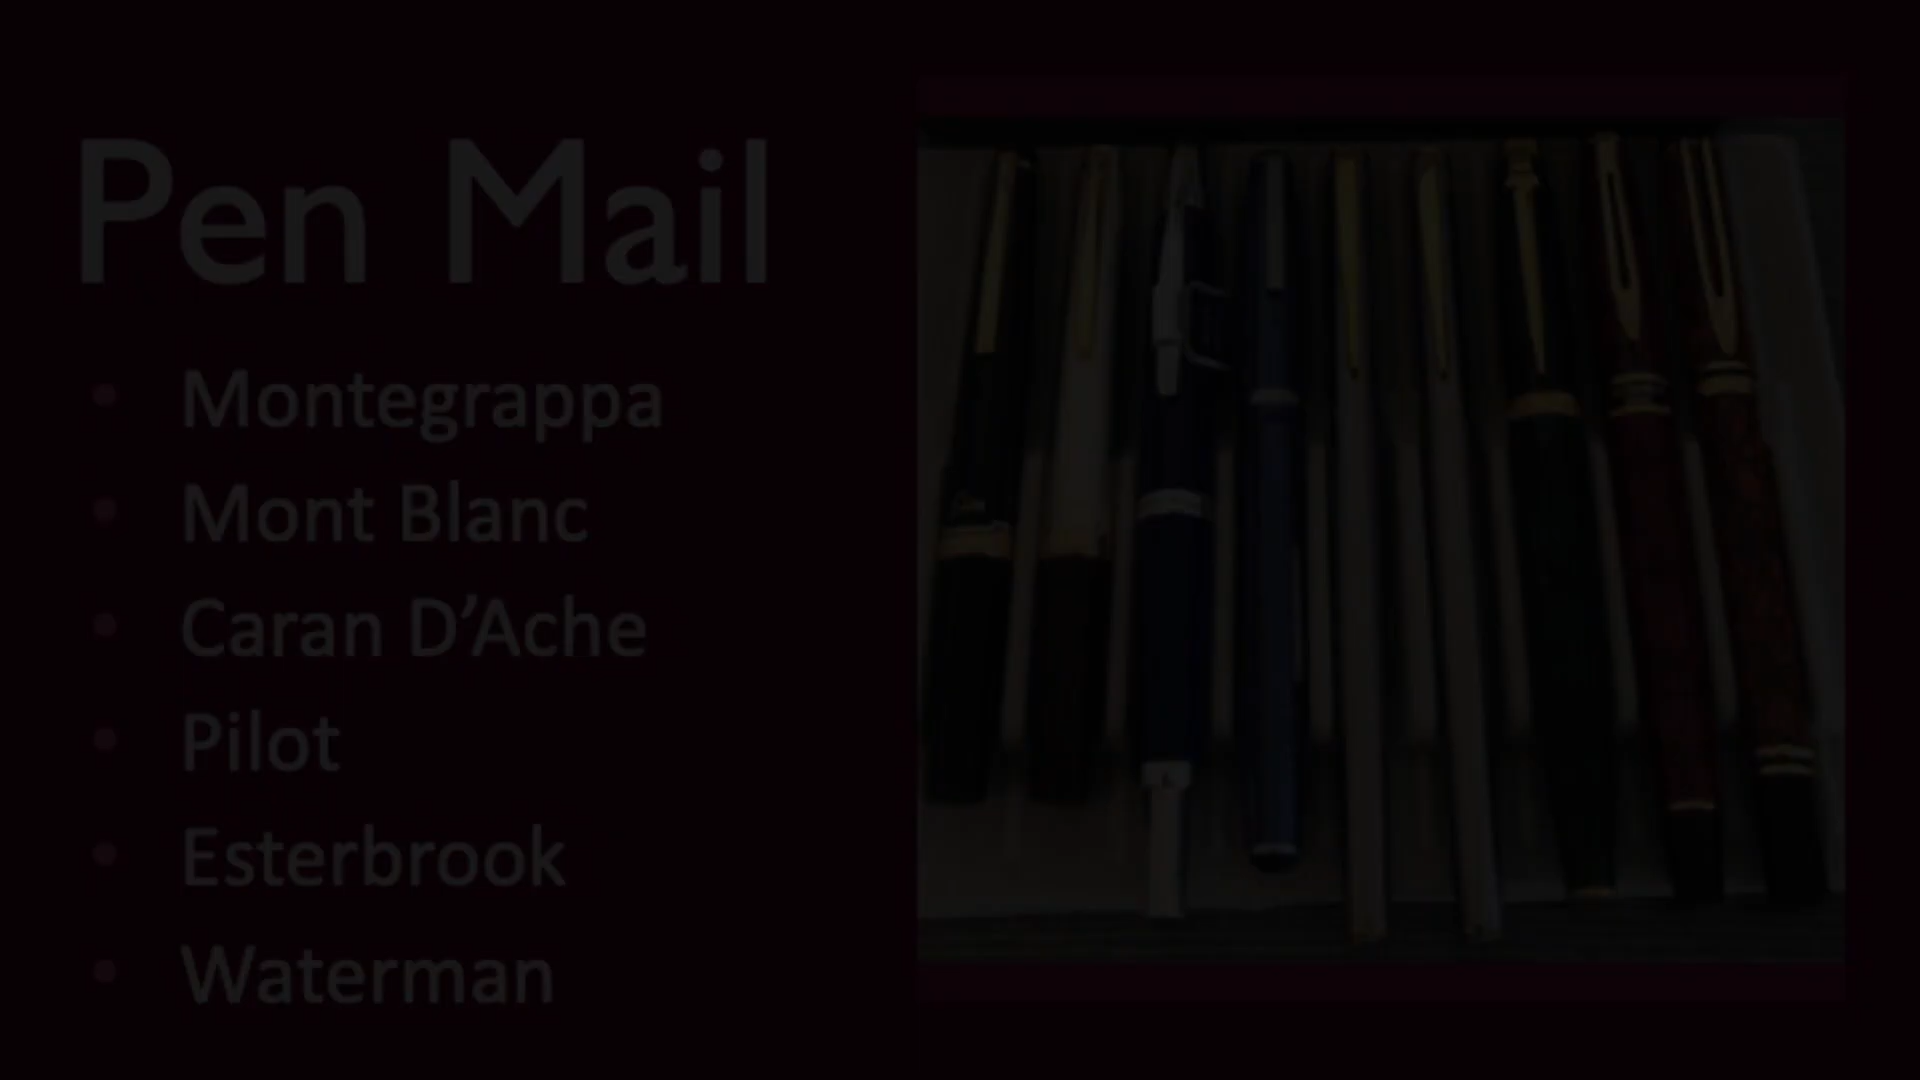 Pen Mail
Montegrappa
Mont Blanc
Caran D’Ache
Pilot
Esterbrook
Waterman